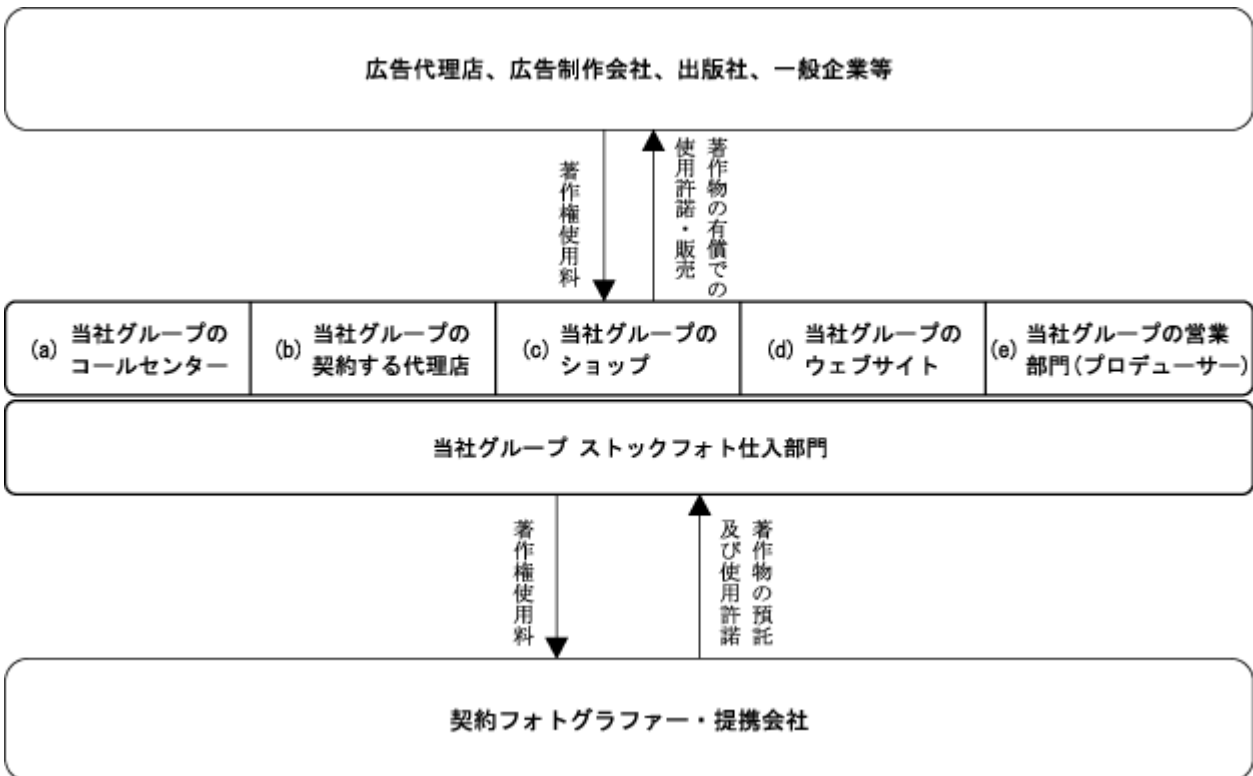 広告代理店、広告制作会社、出版社、一般企業等
著作権使用料
著作物の有償での
使用許諾・販売
(a) 当社グループの
コールセンター
(b) 当社グループの
契約する代理店
(c) 当社グループの
ショップ
(d) 当社グループの
ウェブサイト
(e) 当社グループの営業
部門(プロデューサー)
当社グループ ストックフォト仕入部門
著作権使用料
著作物の預託
及び使用許諾
契約フォトグラファー・提携会社